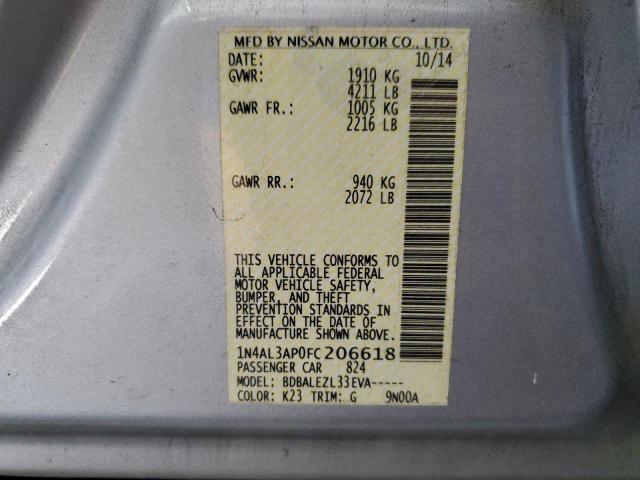 MFD BY NISSAN MOTOR CO., LTD.
DATE: 10/14
GVWR: 1910 KG
4211 LB
GAWR FR.: 1005 KG
2216 LB
GAWR RR.: 940 KG
2072 LB
THIS VEHICLE CONFORMS TO
ALL APPLICABLE FEDERAL
MOTOR VEHICLE SAFETY,
BUMPER, AND THEFT
PREVENTION STANDARDS IN
EFFECT ON THE DATE OF
MANUFACTURE SHOWN ABOVE.
1N4AL3AP0FC206618
PASSENGER CAR 824
MODEL: BDBALEZL33EVA-----
COLOR: K23 TRIM: G 9N00A